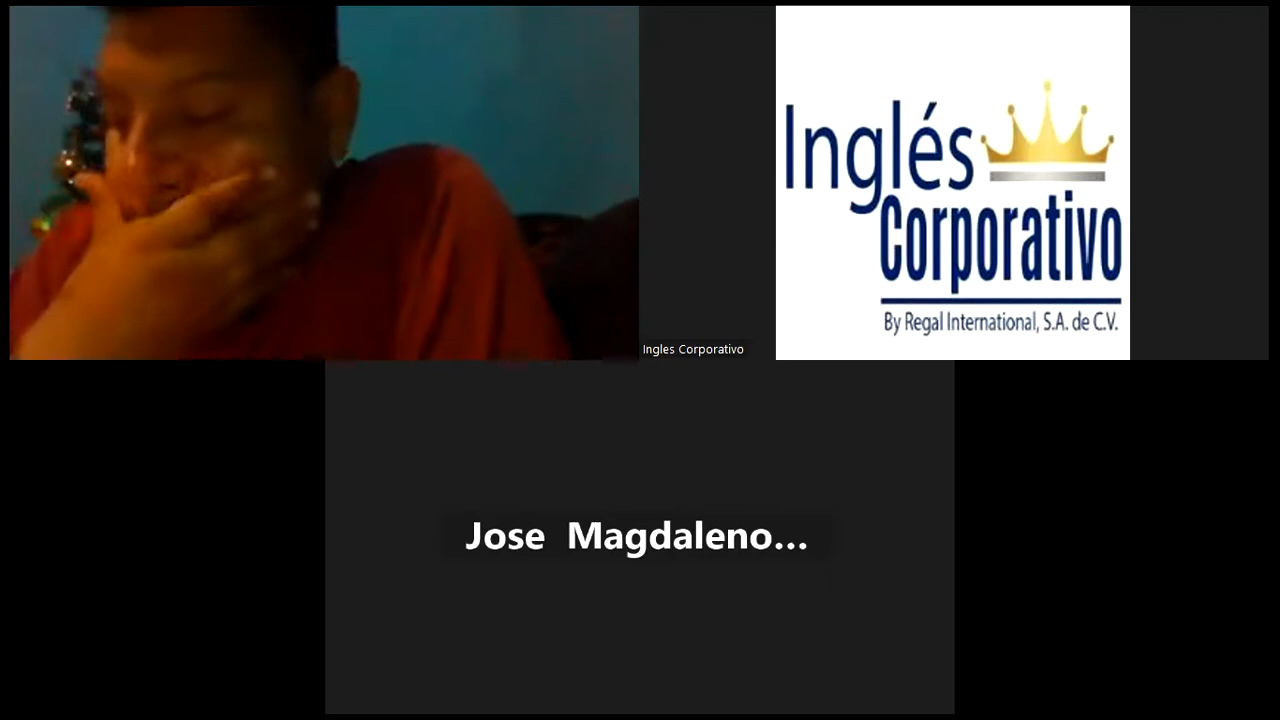 Inglés
Corporativo
By Regal International, S.A. de C.V.
Ingles Corporativo
Jose Magdaleno...